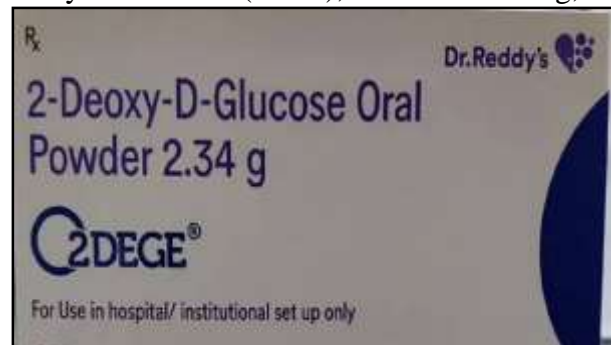 Rx
Dr.Reddy's
2-Deoxy-D-Glucose Oral
Powder 2.34 g
2DEGE®
For Use in hospital/ institutional set up only